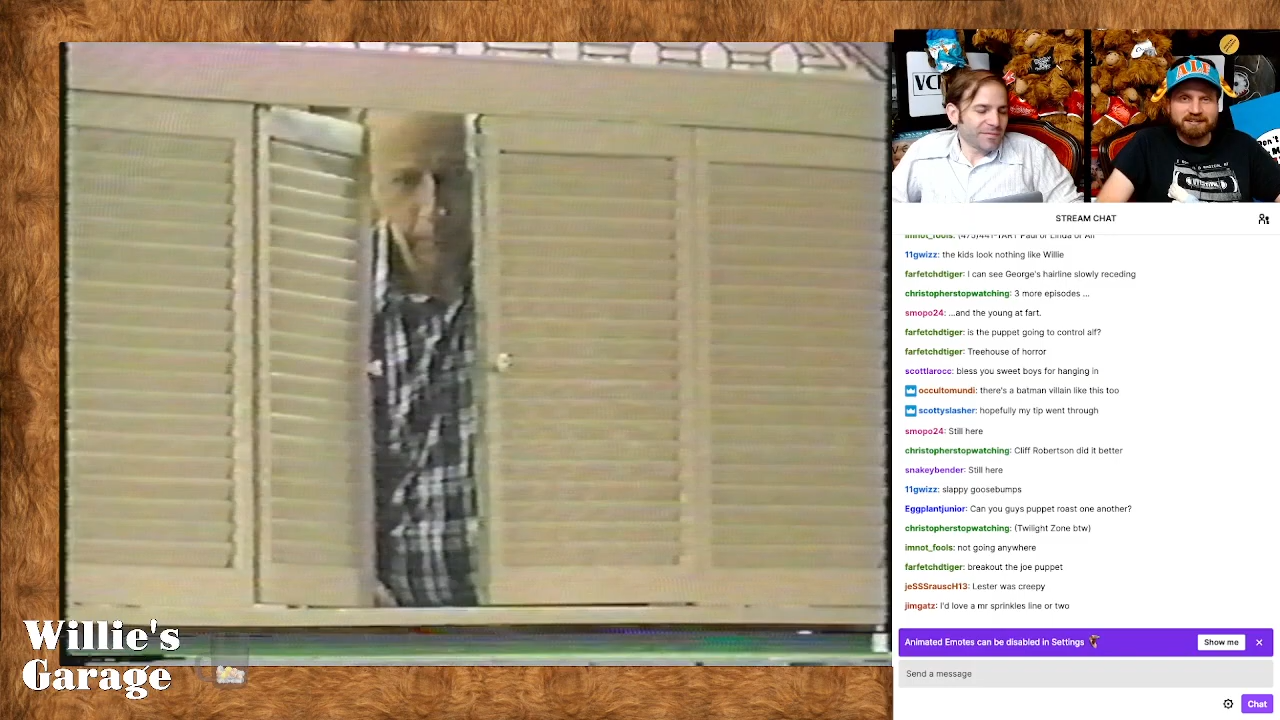 VCR
ALF
STREAM CHAT
11gwizz: the kids look nothing like Willie
farfetchdtiger: I can see George's hairline slowly receding
christopherstopwatching: 3 more episodes ...
smopo24: ...and the young at fart.
farfetchdtiger: is the puppet going to control alf?
farfetchdtiger: Treehouse of horror
scottlarocc: bless you sweet boys for hanging in
occultomundi: there's a batman villain like this too
scottyslasher: hopefully my tip went through
smopo24: Still here
christopherstopwatching: Cliff Robertson did it better
snakeybender: Still here
11gwizz: slappy goosebumps
Eggplantjunior: Can you guys puppet roast one another?
christopherstopwatching: (Twilight Zone btw)
imnot_fools: not going anywhere
farfetchdtiger: breakout the joe puppet
jeSSSrauscH13: Lester was creepy
jimgatz: I'd love a mr sprinkles line or two
Animated Emotes can be disabled in Settings
Show me
Send a message
Chat
Willie's
Garage